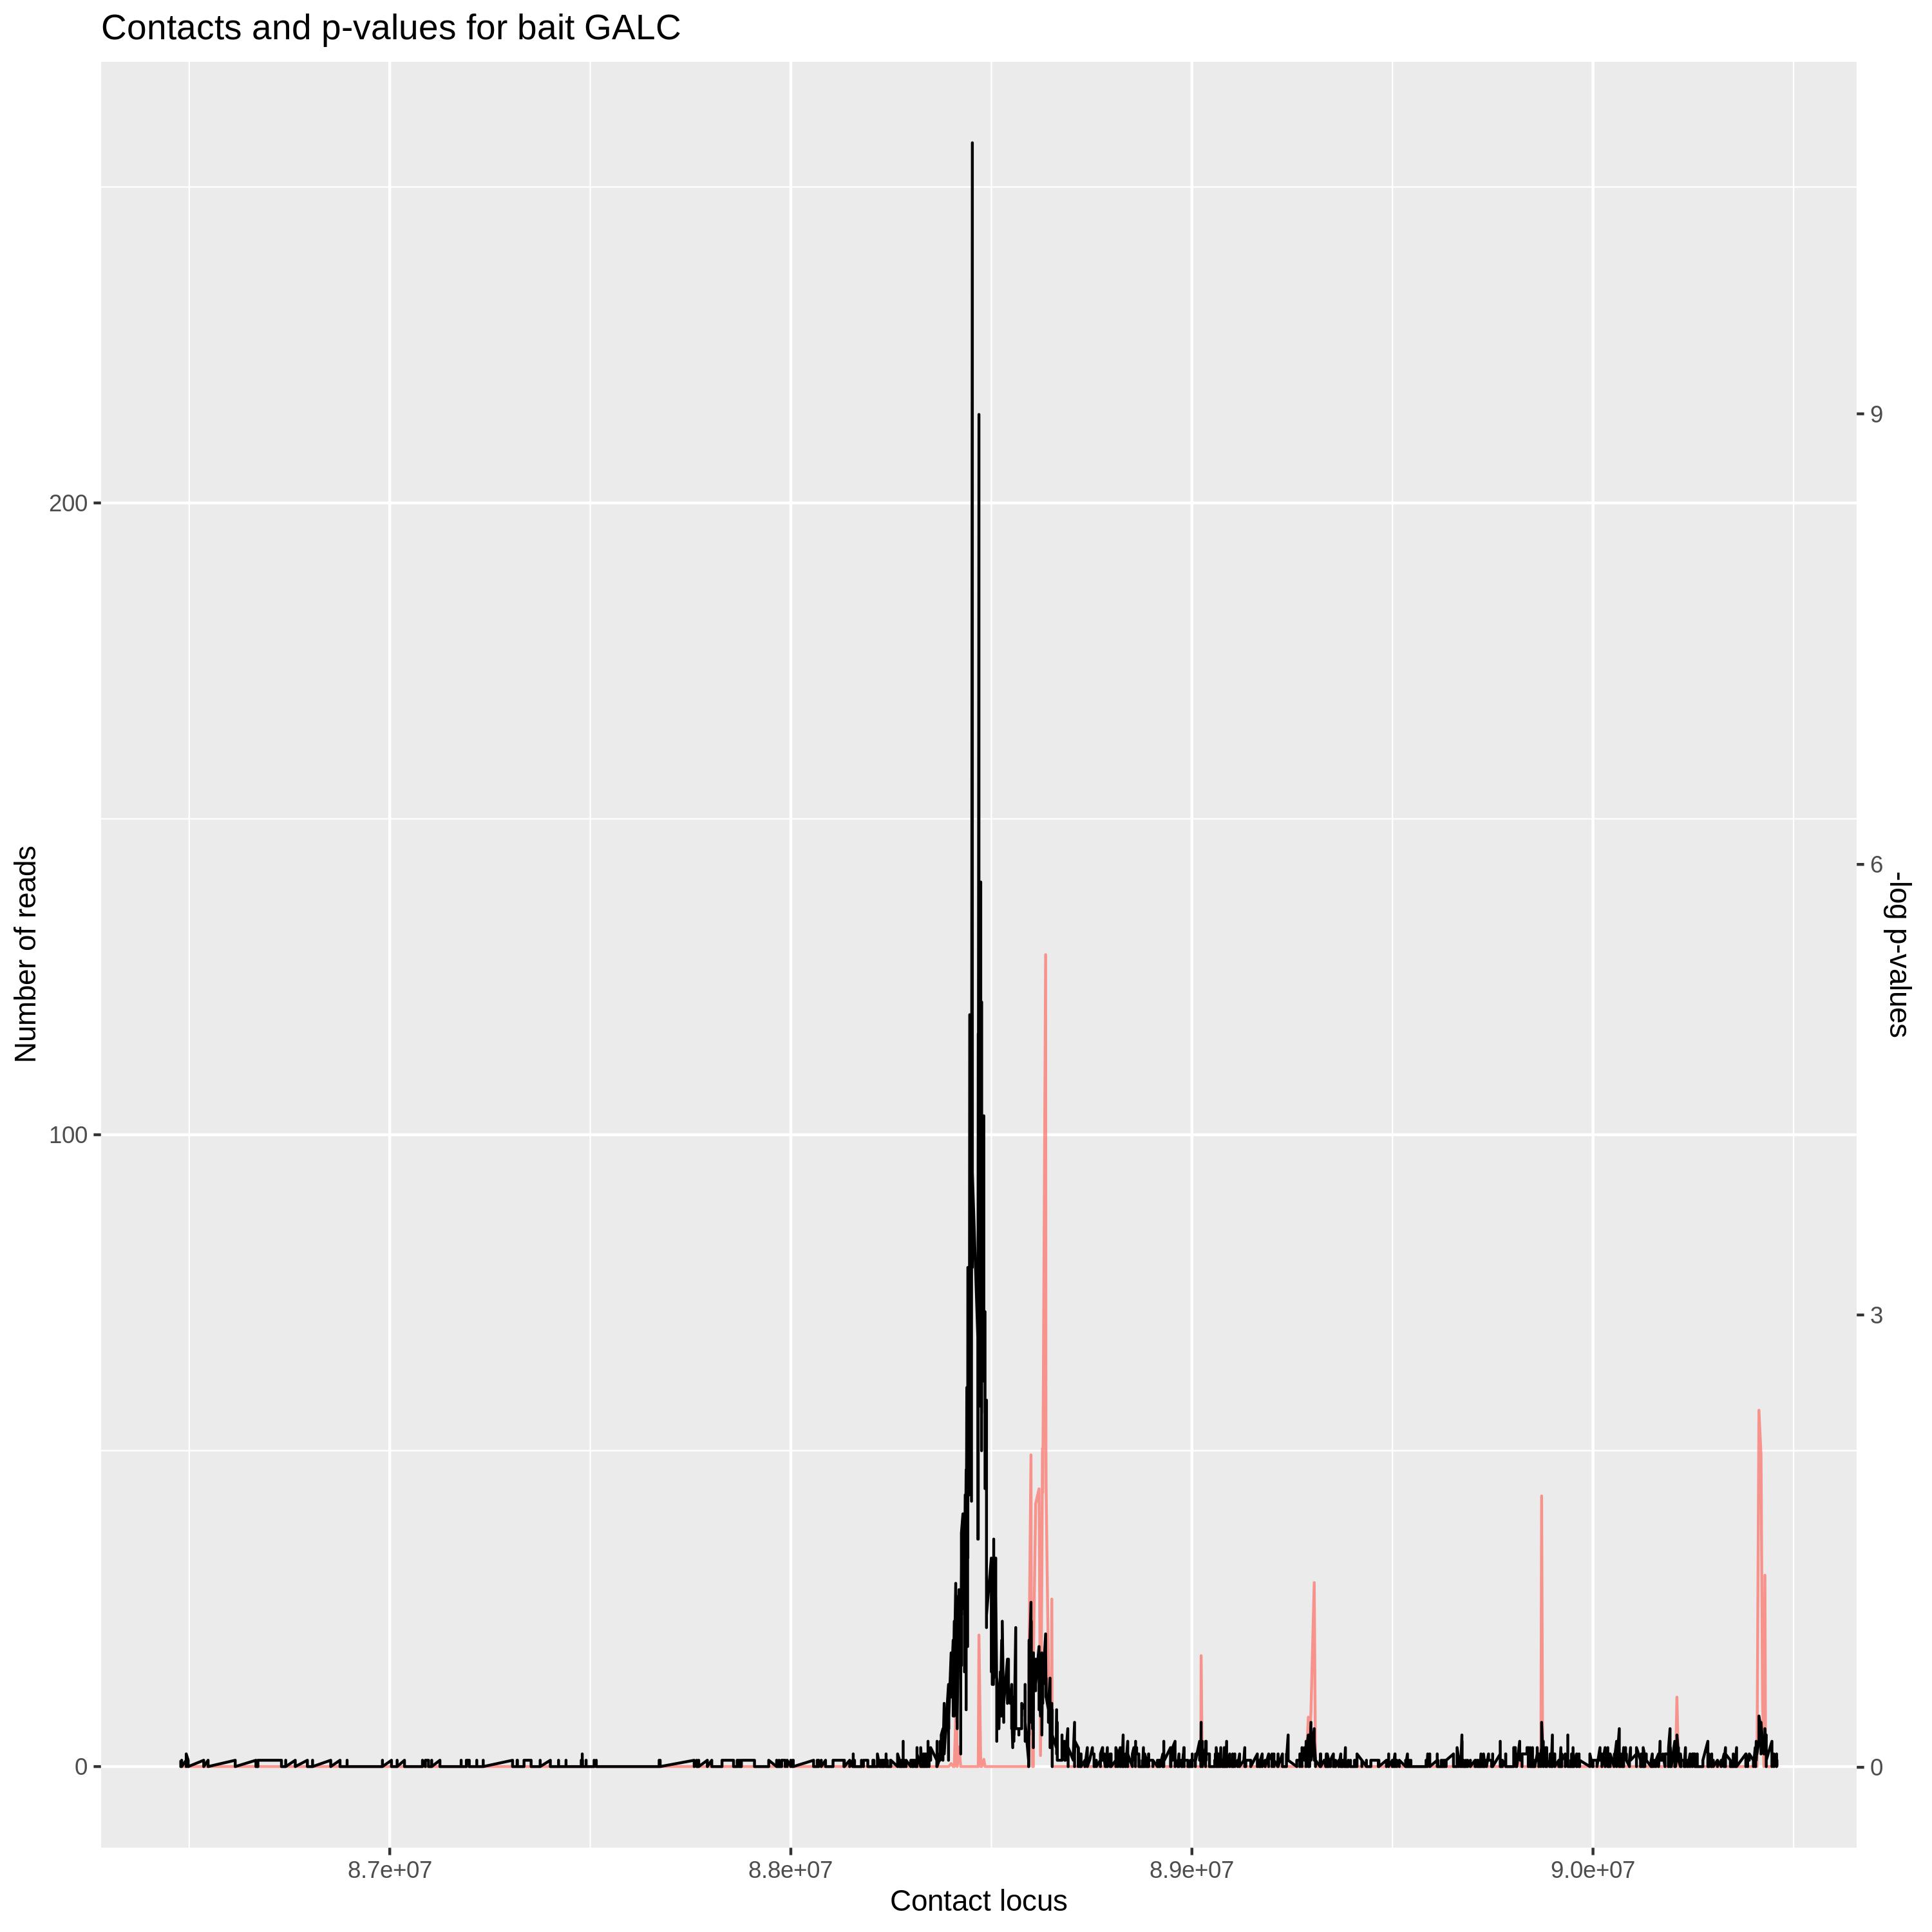 Contacts and p-values for bait GALC
Number of reads
200
100
0
9
6
3
0
-log p-values
8.7e+07
8.8e+07
8.9e+07
9.0e+07
Contact locus